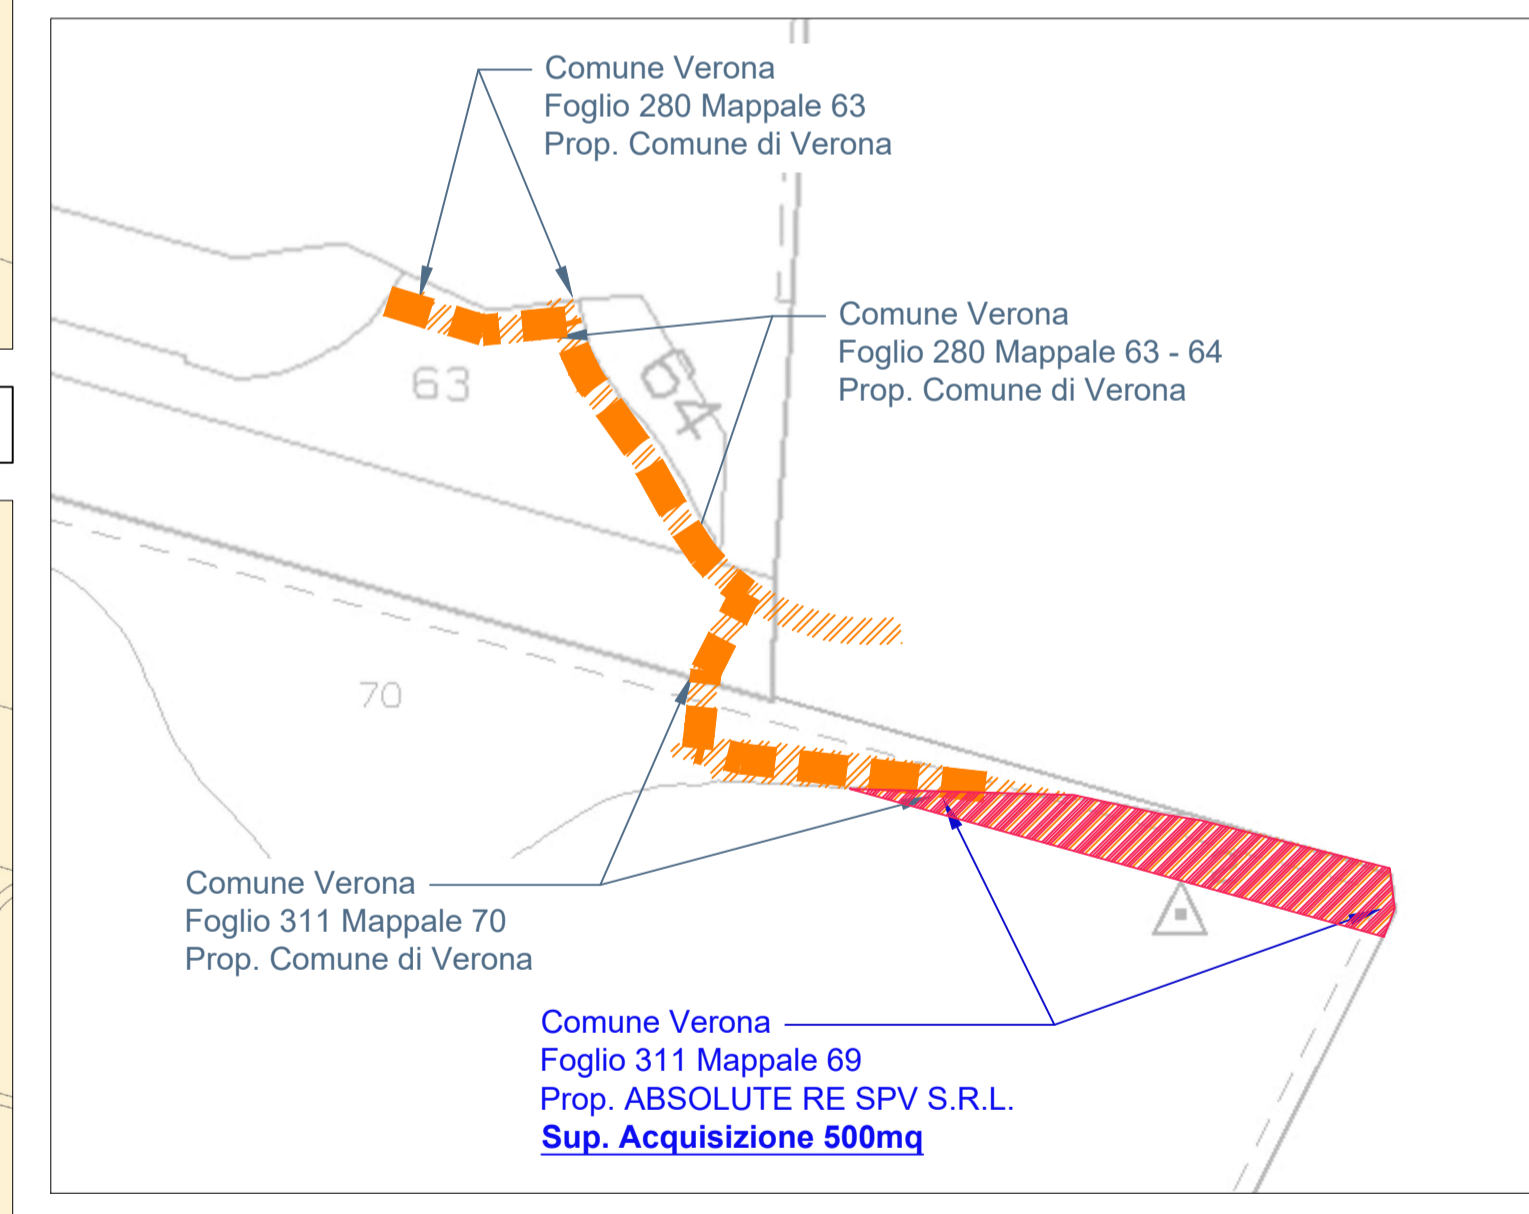 Comune Verona
Foglio 280 Mappale 63
Prop. Comune di Verona
Comune Verona
Foglio 280 Mappale 63 - 64
Prop. Comune di Verona
63
64
70
Comune Verona
Foglio 311 Mappale 70
Prop. Comune di Verona
Comune Verona
Foglio 311 Mappale 69
Prop. ABSOLUTE RE SPV S.R.L.
Sup. Acquisizione 500mq